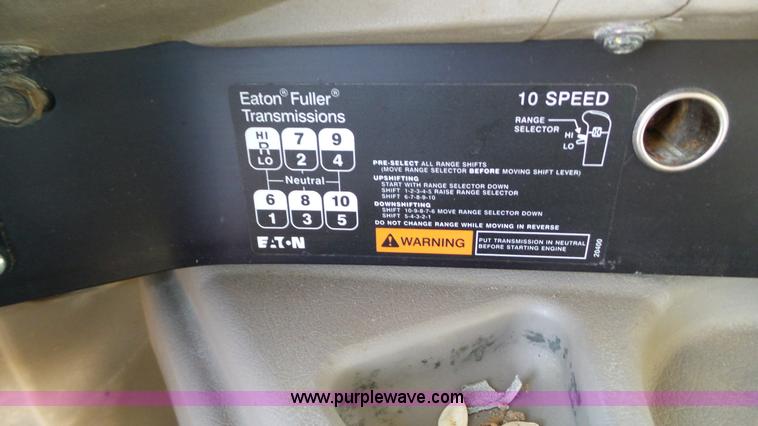 Eaton® Fuller®
Transmissions
10 SPEED
RANGE
SELECTOR
HI
LO
HI
R
LO
7
2
9
4
Neutral
6
1
8
3
10
5
EATON
PRE-SELECT ALL RANGE SHIFTS
(MOVE RANGE SELECTOR BEFORE MOVING SHIFT LEVER)
UPSHIFTING
START WITH RANGE SELECTOR DOWN
SHIFT 1-2-3-4-5 RAISE RANGE SELECTOR
SHIFT 6-7-8-9-10
DOWNSHIFTING
SHIFT 10-9-8-7-6 MOVE RANGE SELECTOR DOWN
SHIFT 5-4-3-2-1
DO NOT CHANGE RANGE WHILE MOVING IN REVERSE
WARNING
PUT TRANSMISSION IN NEUTRAL
BEFORE STARTING ENGINE
20400
www.purplewave.com